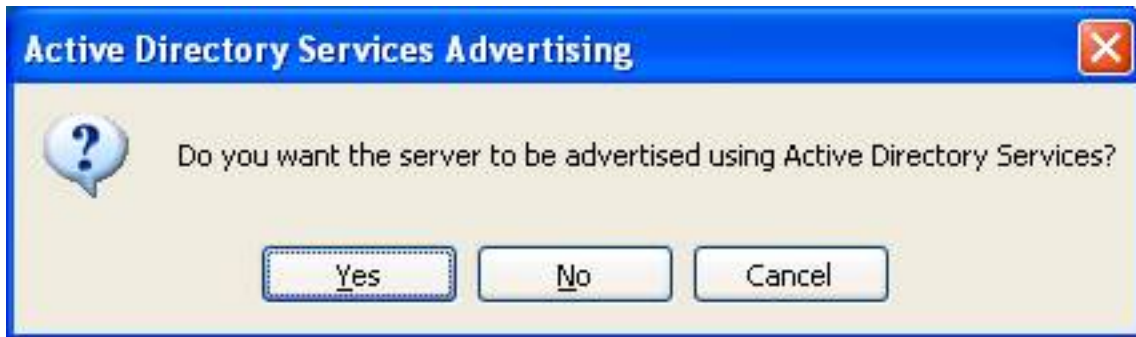 Active Directory Services Advertising
Do you want the server to be advertised using Active Directory Services?
Yes No Cancel